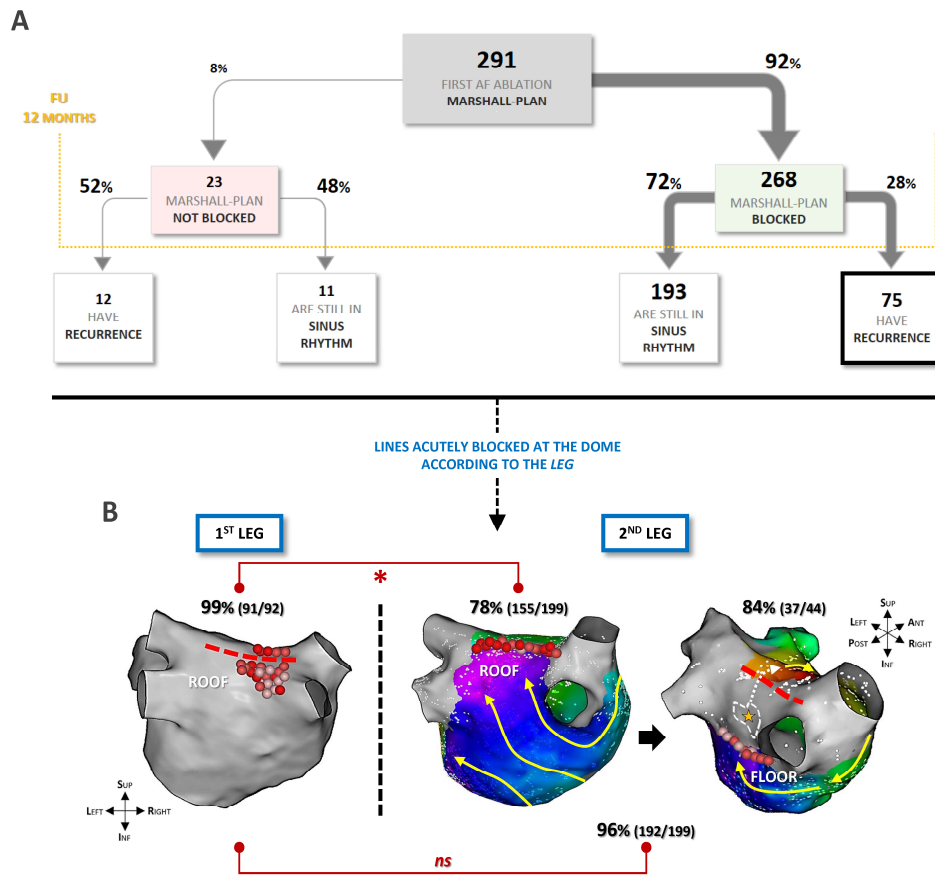 A
291
FIRST AF ABLATION
MARSHALL-PLAN
8%
92%
FU
12 MONTHS
52%
23
MARSHALL-PLAN
NOT BLOCKED
48%
72%
268
MARSHALL-PLAN
BLOCKED
28%
12
HAVE
RECURRENCE
11
ARE STILL IN
SINUS
RHYTHM
193
ARE STILL IN
SINUS
RHYTHM
75
HAVE
RECURRENCE
LINES ACUTELY BLOCKED AT THE DOME
ACCORDING TO THE LEG
B
1ST LEG
2ND LEG
*
99% (91/92)
78% (155/199)
84% (37/44)
ROOF
ROOF
FLOOR
SUP
LEFT
ANT
POST
RIGHT
INF
SUP
LEFT
RIGHT
INF
96% (192/199)
ns